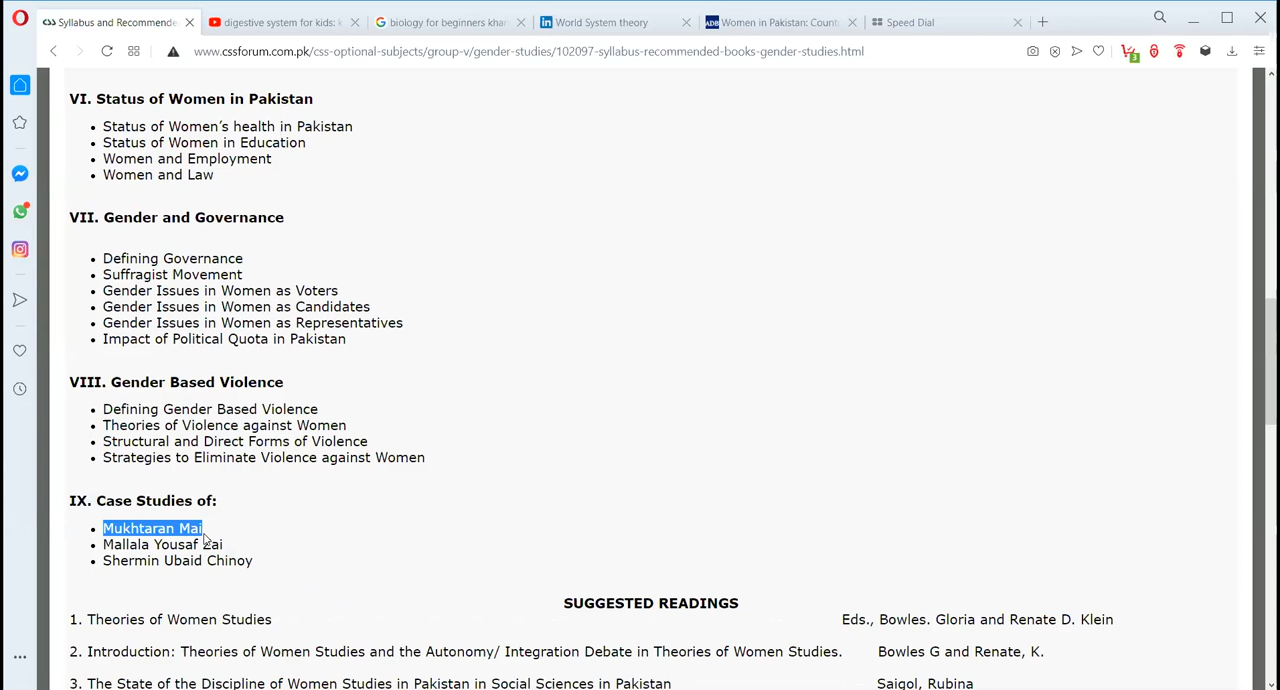 Syllabus and Recommende
digestive system for kids: k
biology for beginners khan
World System theory
ADB Women in Pakistan: Count
Speed Dial
www.cssforum.com.pk/css-optional-subjects/group-v/gender-studies/102097-syllabus-recommended-books-gender-studies.html
3
VI. Status of Women in Pakistan
• Status of Women's health in Pakistan
• Status of Women in Education
• Women and Employment
• Women and Law
VII. Gender and Governance
• Defining Governance
• Suffragist Movement
• Gender Issues in Women as Voters
• Gender Issues in Women as Candidates
• Gender Issues in Women as Representatives
• Impact of Political Quota in Pakistan
VIII. Gender Based Violence
• Defining Gender Based Violence
• Theories of Violence against Women
• Structural and Direct Forms of Violence
• Strategies to Eliminate Violence against Women
IX. Case Studies of:
• Mukhtaran Mai
• Mallala Yousaf Zai
• Shermin Ubaid Chinoy
SUGGESTED READINGS
1. Theories of Women Studies Eds., Bowles. Gloria and Renate D. Klein
2. Introduction: Theories of Women Studies and the Autonomy/ Integration Debate in Theories of Women Studies. Bowles G and Renate, K.
3. The State of the Discipline of Women Studies in Pakistan in Social Sciences in Pakistan Saigol, Rubina